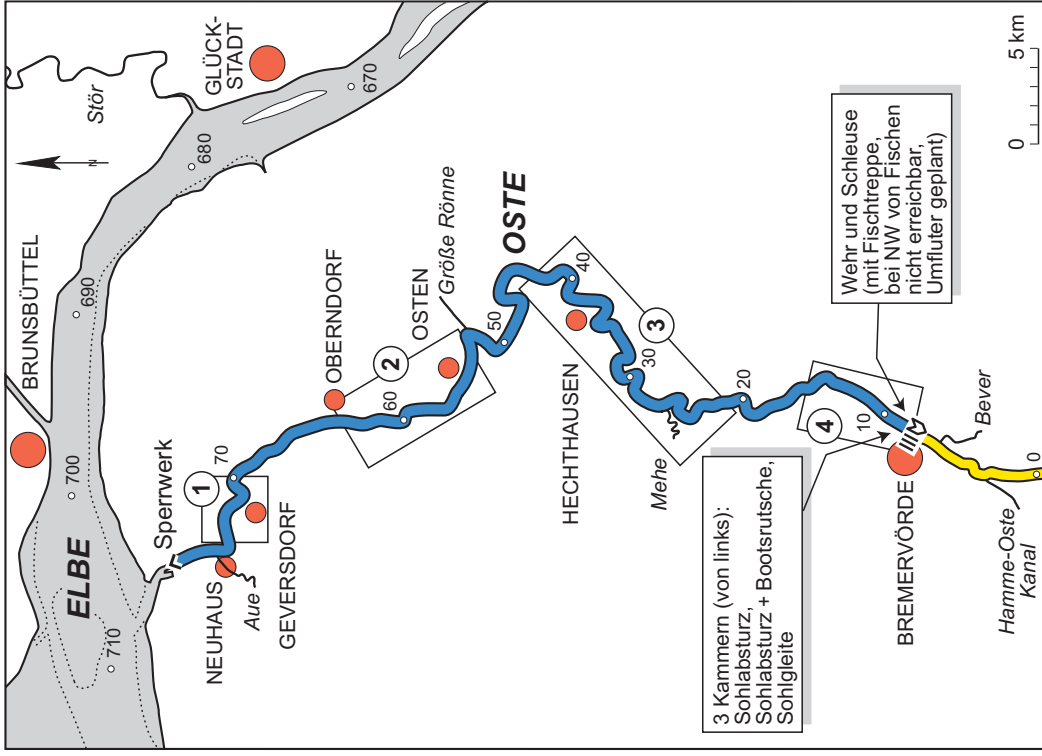 BRUNSBÜTTEL
Stör
GLÜCK-
STADT
N
ELBE
Sperrwerk
710
700
690
680
670
NEUHAUS
Aue
GEVERSDORF
1
70
OBERNDORF
2
60
OSTEN
Größe Rönne
50
OSTE
40
3
HECHTHAUSEN
30
Mehe
20
4
10
BREMERVÖRDE
Bever
Hamme-Oste
Kanal
0
3 Kammern (von links):
Sohlabsturz,
Sohlabsturz + Bootsrutsche,
Sohlgleite
Wehr und Schleuse
(mit Fischtreppe,
bei NW von Fischen
nicht erreichbar,
Umfluter geplant)
0
5 km